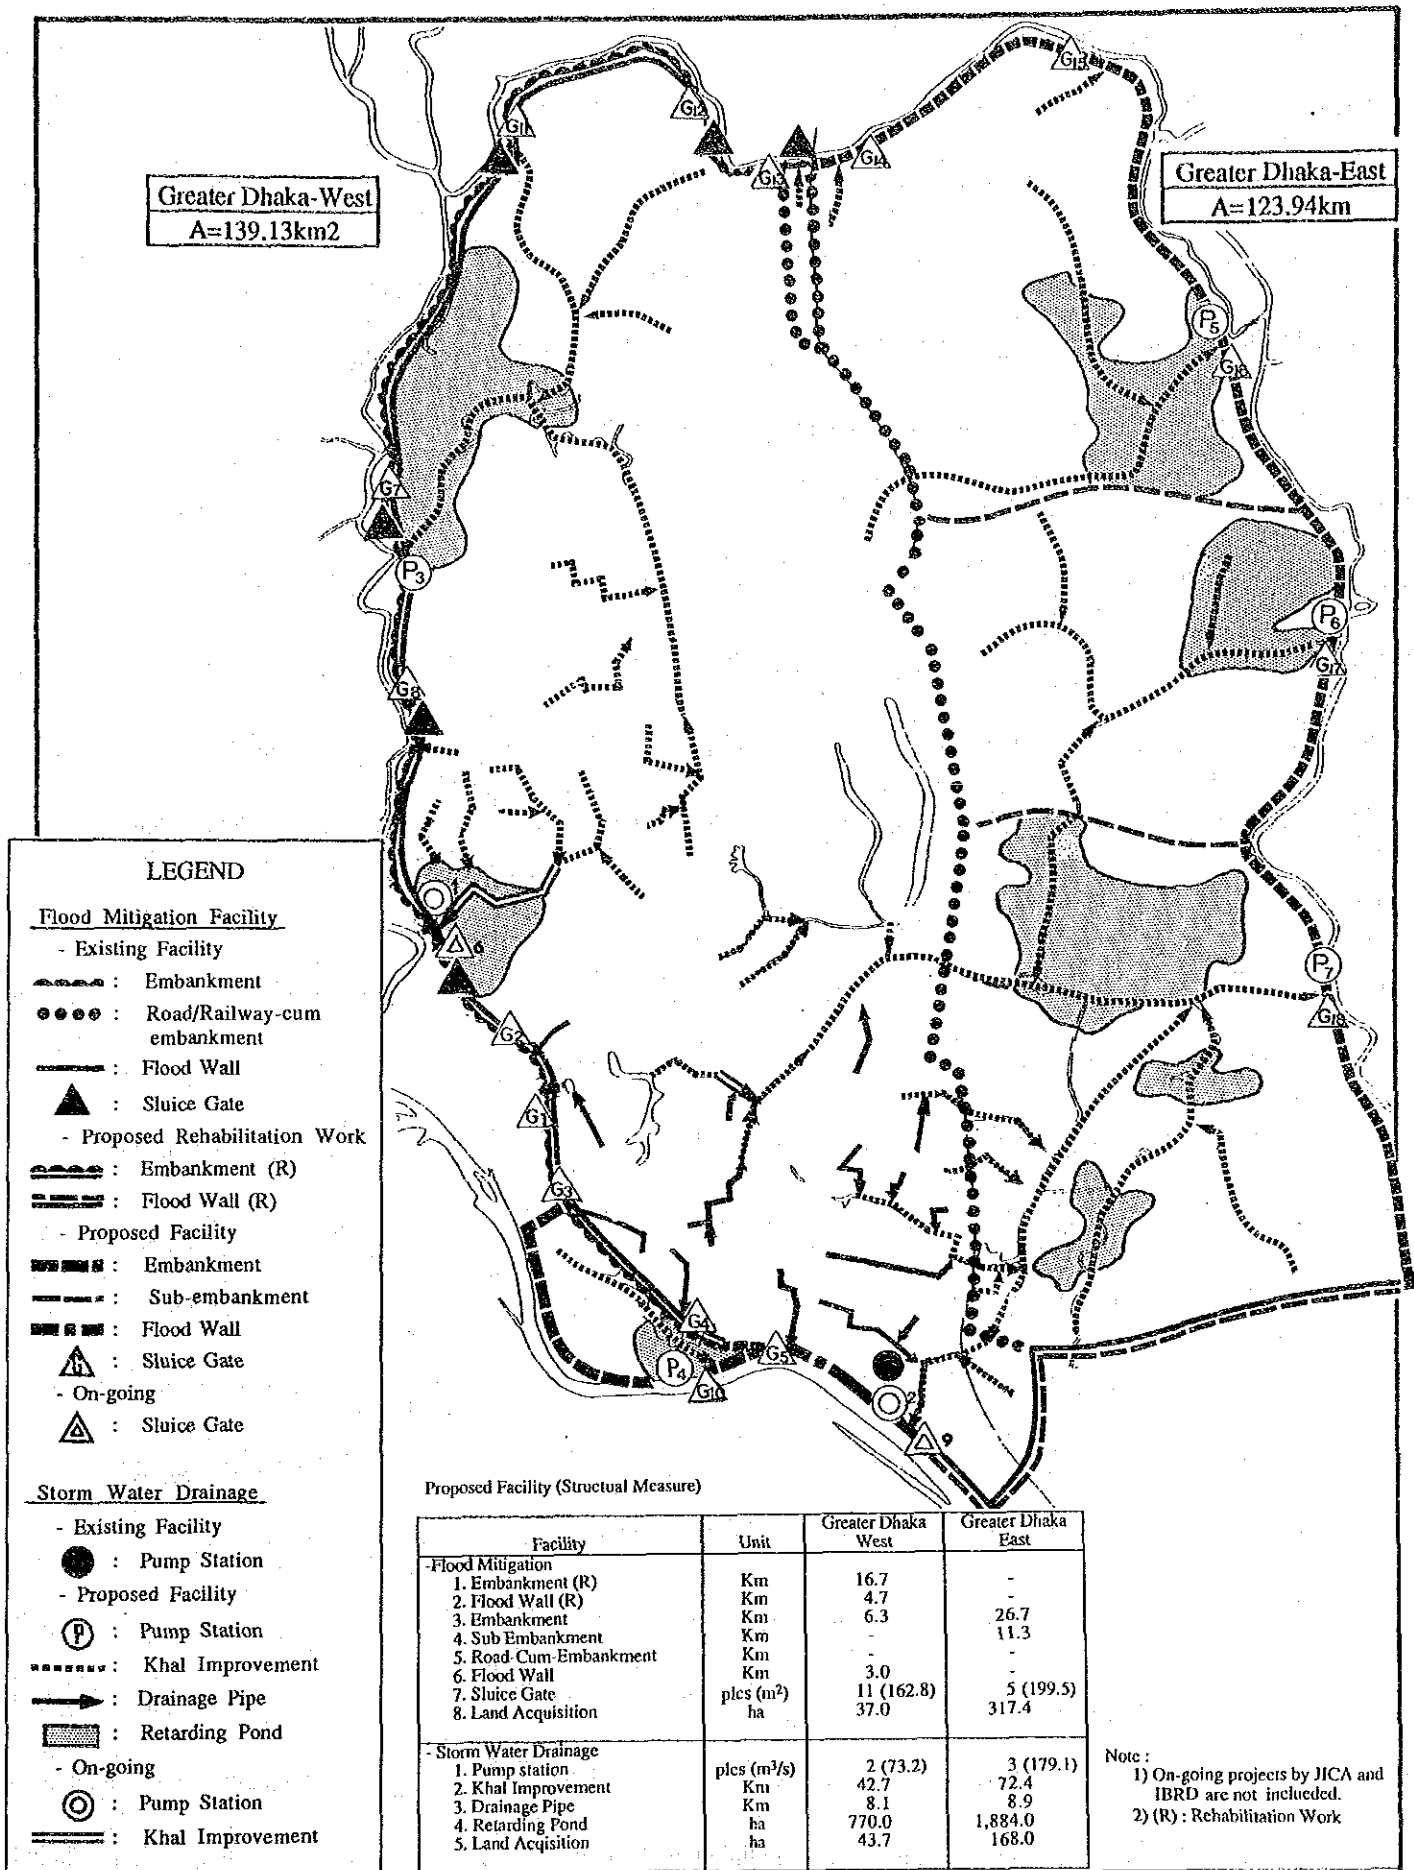 Greater Dhaka-West
A=139.13km2
Greater Dhaka-East
A=123.94km
G11
G12
G13
G14
G15
P5
G16
G7
P3
P6
G17
G8
1
6
P7
G18
G2
G1
G3
G4
G5
P4
G10
2
9
LEGEND
Flood Mitigation Facility
- Existing Facility
: Embankment
: Road/Railway-cum
embankment
: Flood Wall
: Sluice Gate
- Proposed Rehabilitation Work
: Embankment (R)
: Flood Wall (R)
- Proposed Facility
: Embankment
: Sub-embankment
: Flood Wall
G : Sluice Gate
- On-going
: Sluice Gate
Storm Water Drainage
- Existing Facility
: Pump Station
- Proposed Facility
P : Pump Station
: Khal Improvement
: Drainage Pipe
: Retarding Pond
- On-going
: Pump Station
: Khal Improvement
Proposed Facility (Structual Measure)
Facility Unit Greater Dhaka West Greater Dhaka East
-Flood Mitigation
1. Embankment (R) Km 16.7 -
2. Flood Wall (R) Km 4.7 -
3. Embankment Km 6.3 26.7
4. Sub Embankment Km - 11.3
5. Road-Cum-Embankment Km - -
6. Flood Wall Km 3.0 -
7. Sluice Gate plcs (m²) 11 (162.8) 5 (199.5)
8. Land Acquisition ha 37.0 317.4
- Storm Water Drainage
1. Pump station plcs (m³/s) 2 (73.2) 3 (179.1)
2. Khal Improvement Km 42.7 72.4
3. Drainage Pipe Km 8.1 8.9
4. Retarding Pond ha 770.0 1,884.0
5. Land Acqisition ha 43.7 168.0
Note :
1) On-going projects by JICA and
IBRD are not inclueded.
2) (R) : Rehabilitation Work